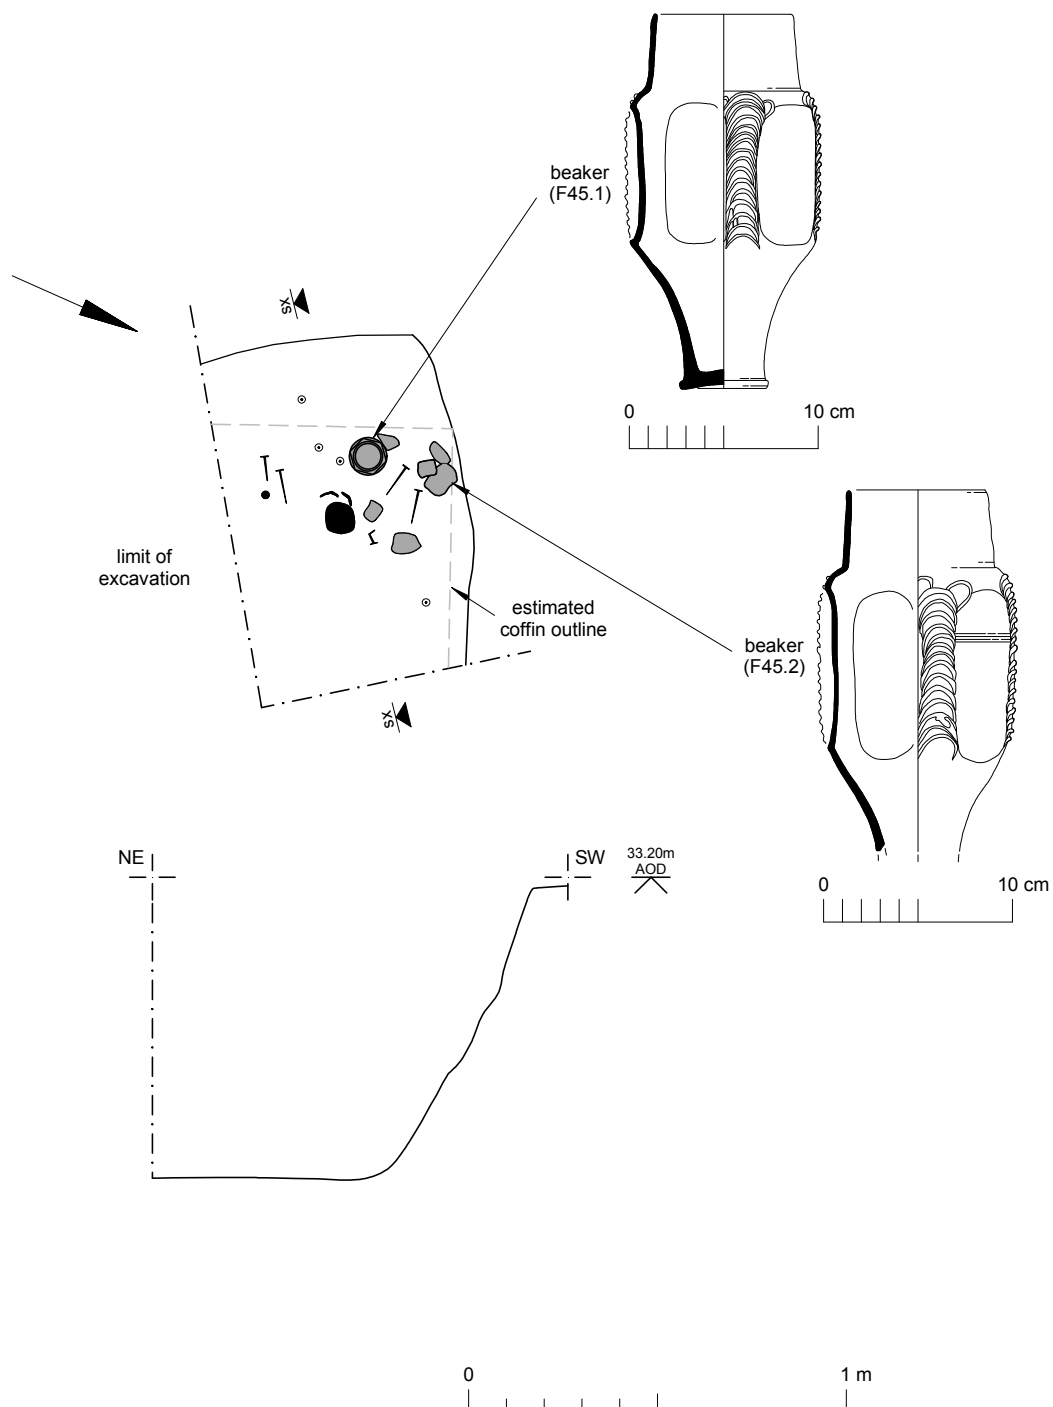 beaker
(F45.1)
0 10 cm
sx
limit of
excavation
estimated
coffin outline
beaker
(F45.2)
sx
NE
SW
33.20m
AOD
0 10 cm
0 1 m